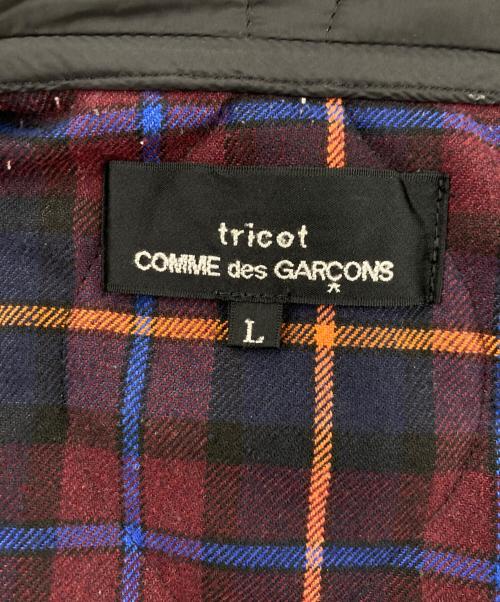 tricot
COMME des GARÇONS
*
L